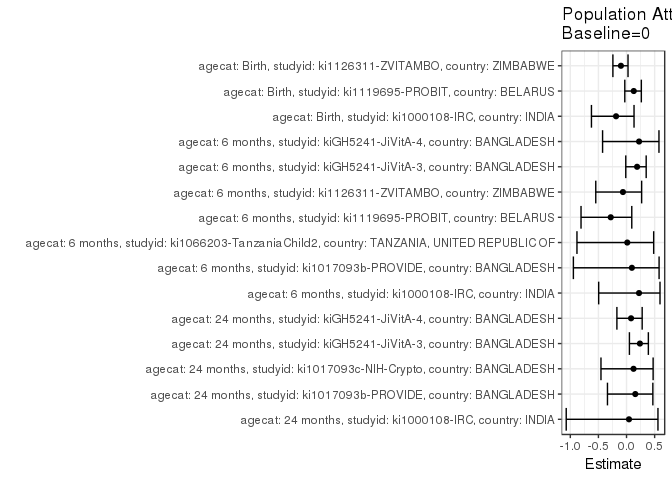 Population Att
Baseline=0
agecat: Birth, studyid: ki1126311-ZVITAMBO, country: ZIMBABWE
agecat: Birth, studyid: ki1119695-PROBIT, country: BELARUS
agecat: Birth, studyid: ki1000108-IRC, country: INDIA
agecat: 6 months, studyid: kiGH5241-JiVitA-4, country: BANGLADESH
agecat: 6 months, studyid: kiGH5241-JiVitA-3, country: BANGLADESH
agecat: 6 months, studyid: ki1126311-ZVITAMBO, country: ZIMBABWE
agecat: 6 months, studyid: ki1119695-PROBIT, country: BELARUS
agecat: 6 months, studyid: ki1066203-TanzaniaChild2, country: TANZANIA, UNITED REPUBLIC OF
agecat: 6 months, studyid: ki1017093b-PROVIDE, country: BANGLADESH
agecat: 6 months, studyid: ki1000108-IRC, country: INDIA
agecat: 24 months, studyid: kiGH5241-JiVitA-4, country: BANGLADESH
agecat: 24 months, studyid: kiGH5241-JiVitA-3, country: BANGLADESH
agecat: 24 months, studyid: ki1017093c-NIH-Crypto, country: BANGLADESH
agecat: 24 months, studyid: ki1017093b-PROVIDE, country: BANGLADESH
agecat: 24 months, studyid: ki1000108-IRC, country: INDIA
-1.0 -0.5 0.0 0.5
Estimate